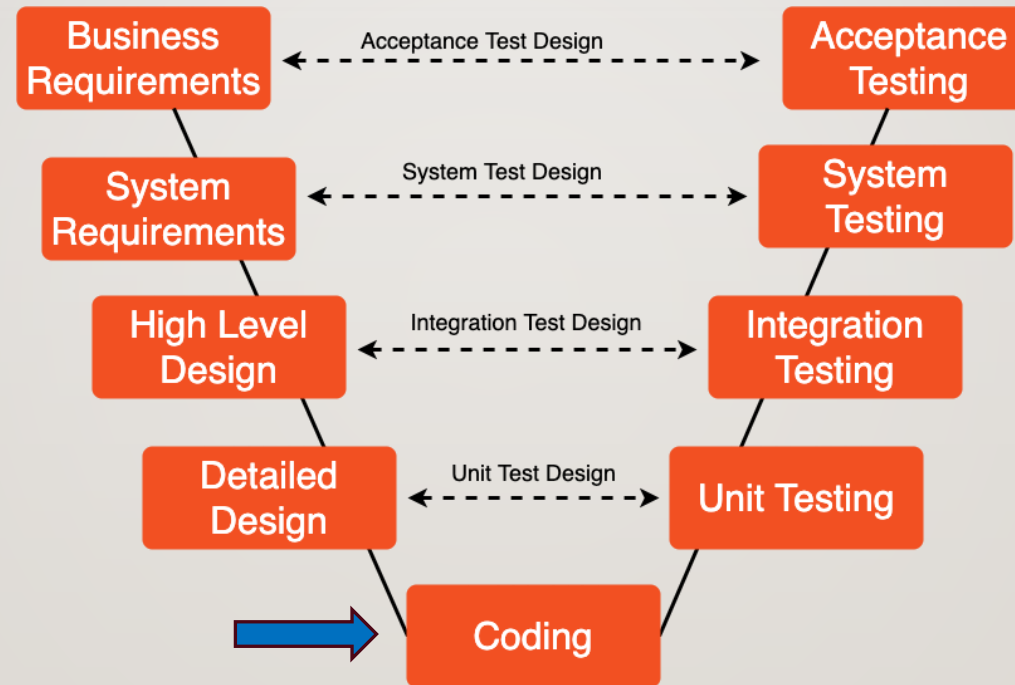 Business
Requirements
Acceptance Test Design
Acceptance
Testing
System
Requirements
System Test Design
System
Testing
High Level
Design
Integration Test Design
Integration
Testing
Detailed
Design
Unit Test Design
Unit Testing
Coding